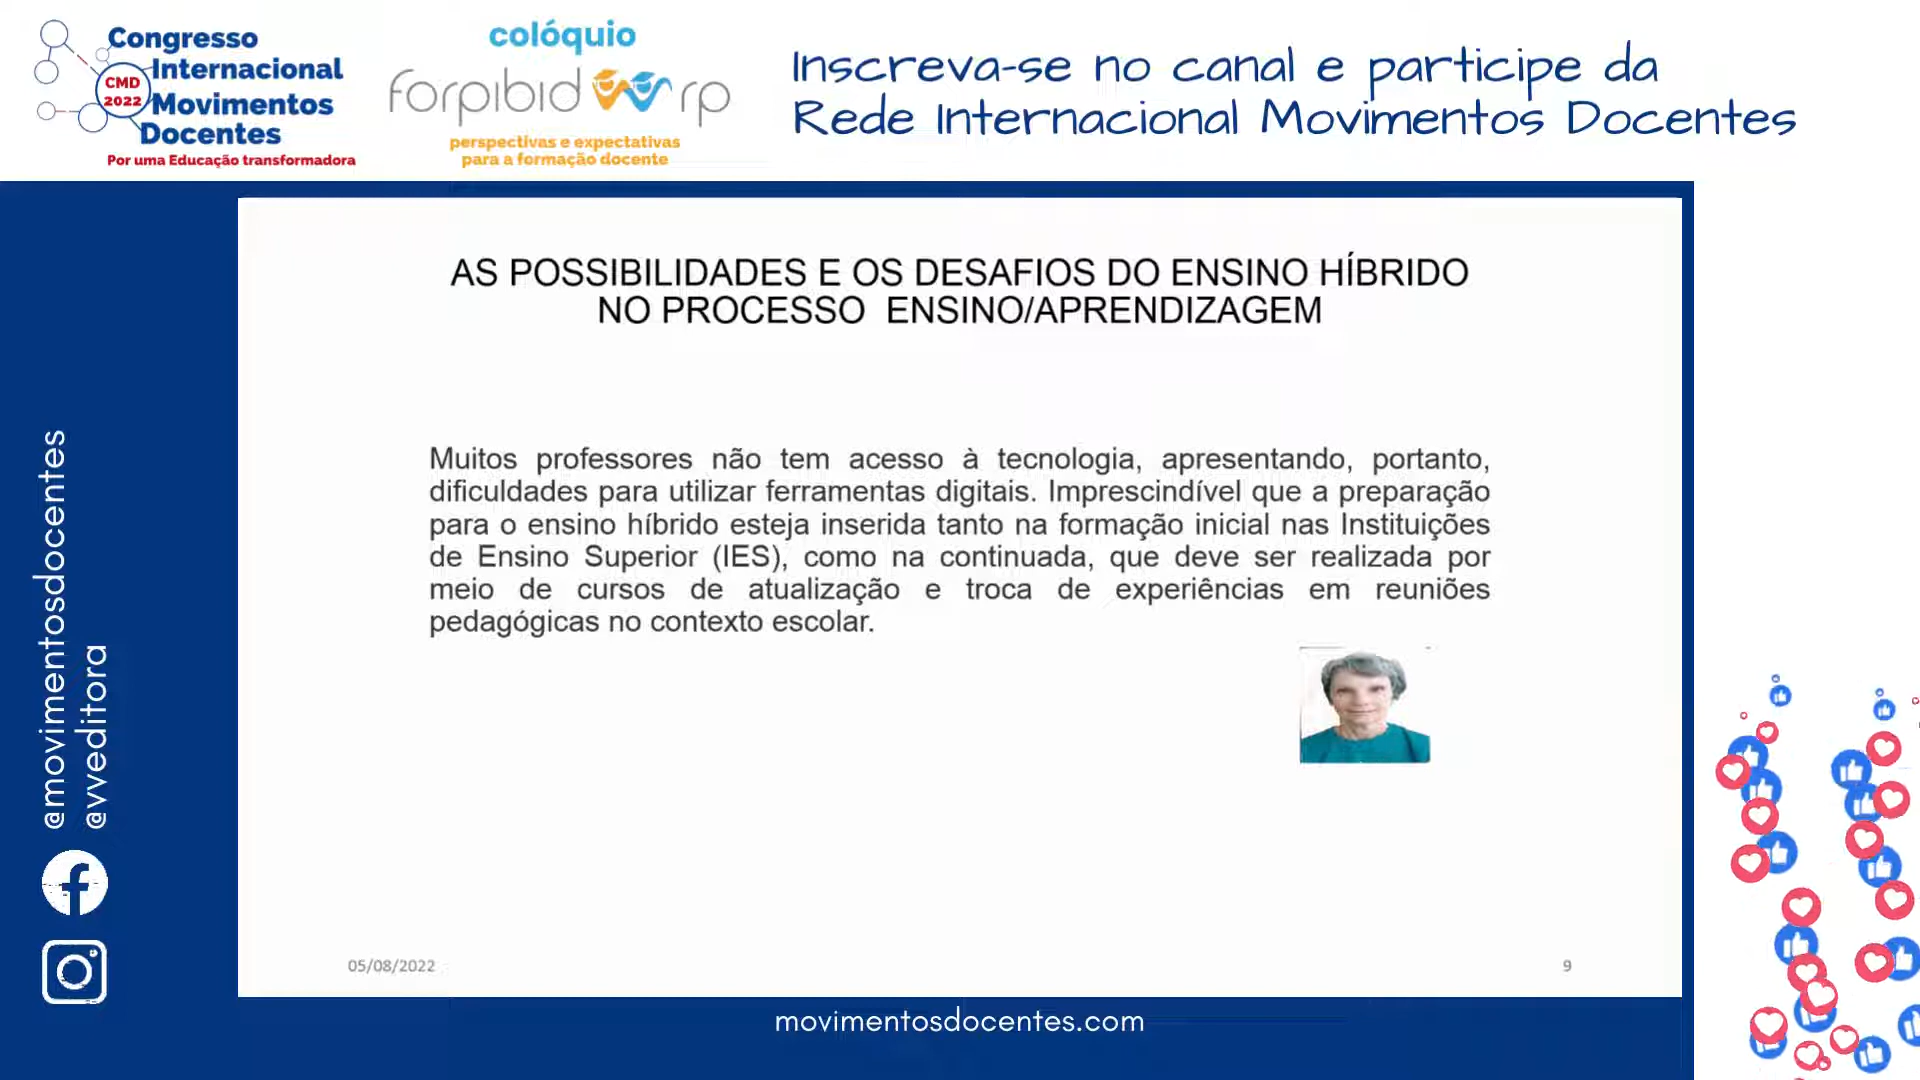 Congresso
Internacional
Movimentos
Docentes
CMD
2022
Por uma Educação transformadora
colóquio
forpibid rp
perspectivas e expectativas
para a formação docente
Inscreva-se no canal e participe da
Rede Internacional Movimentos Docentes
AS POSSIBILIDADES E OS DESAFIOS DO ENSINO HÍBRIDO
NO PROCESSO ENSINO/APRENDIZAGEM
Muitos professores não tem acesso à tecnologia, apresentando, portanto,
dificuldades para utilizar ferramentas digitais. Imprescindível que a preparação
para o ensino híbrido esteja inserida tanto na formação inicial nas Instituições
de Ensino Superior (IES), como na continuada, que deve ser realizada por
meio de cursos de atualização e troca de experiências em reuniões
pedagógicas no contexto escolar.
05/08/2022
9
@movimentosdocentes
@vveditora
movimentosdocentes.com